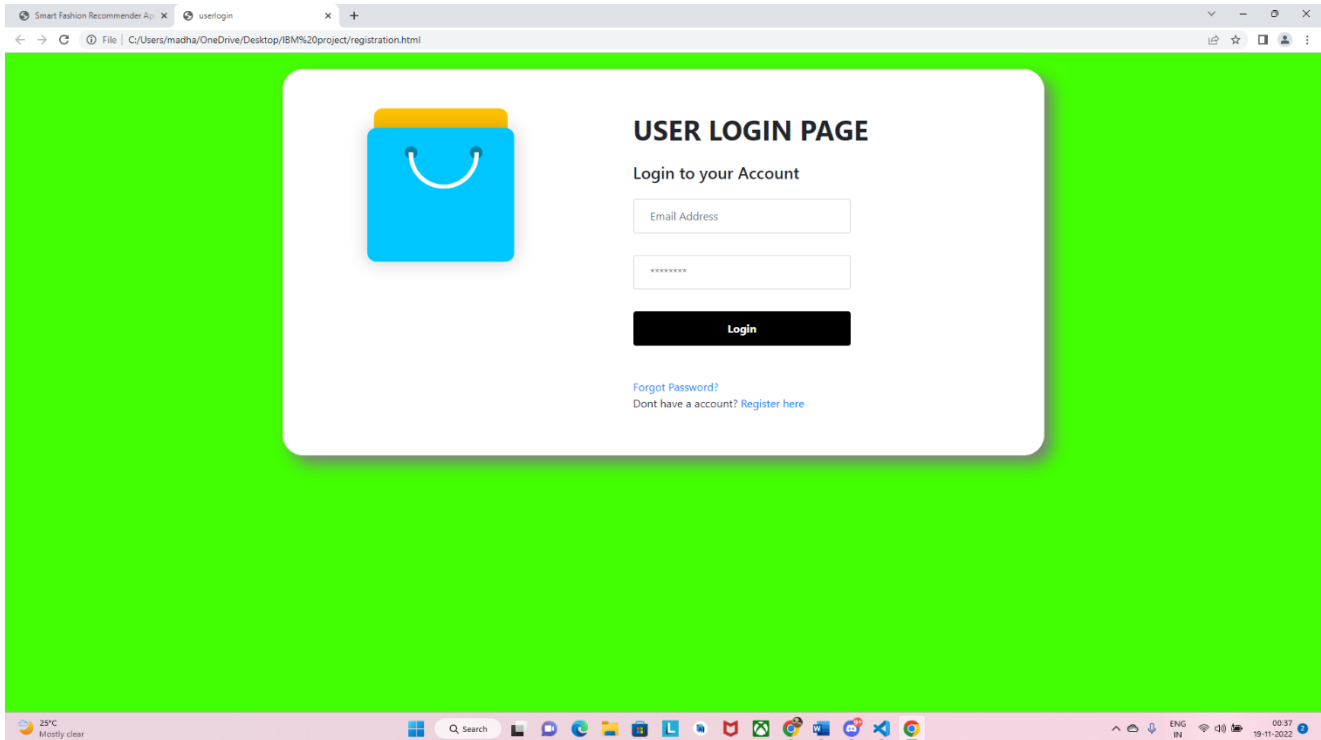 Smart Fashion Recommender Ap
userlogin
File | C:/Users/madha/OneDrive/Desktop/IBM%20project/registration.html
USER LOGIN PAGE
Login to your Account
Email Address
********
Login
Forgot Password?
Dont have a account? Register here
25°C
Mostly clear
Search
ENG
IN
00:37
19-11-2022
2